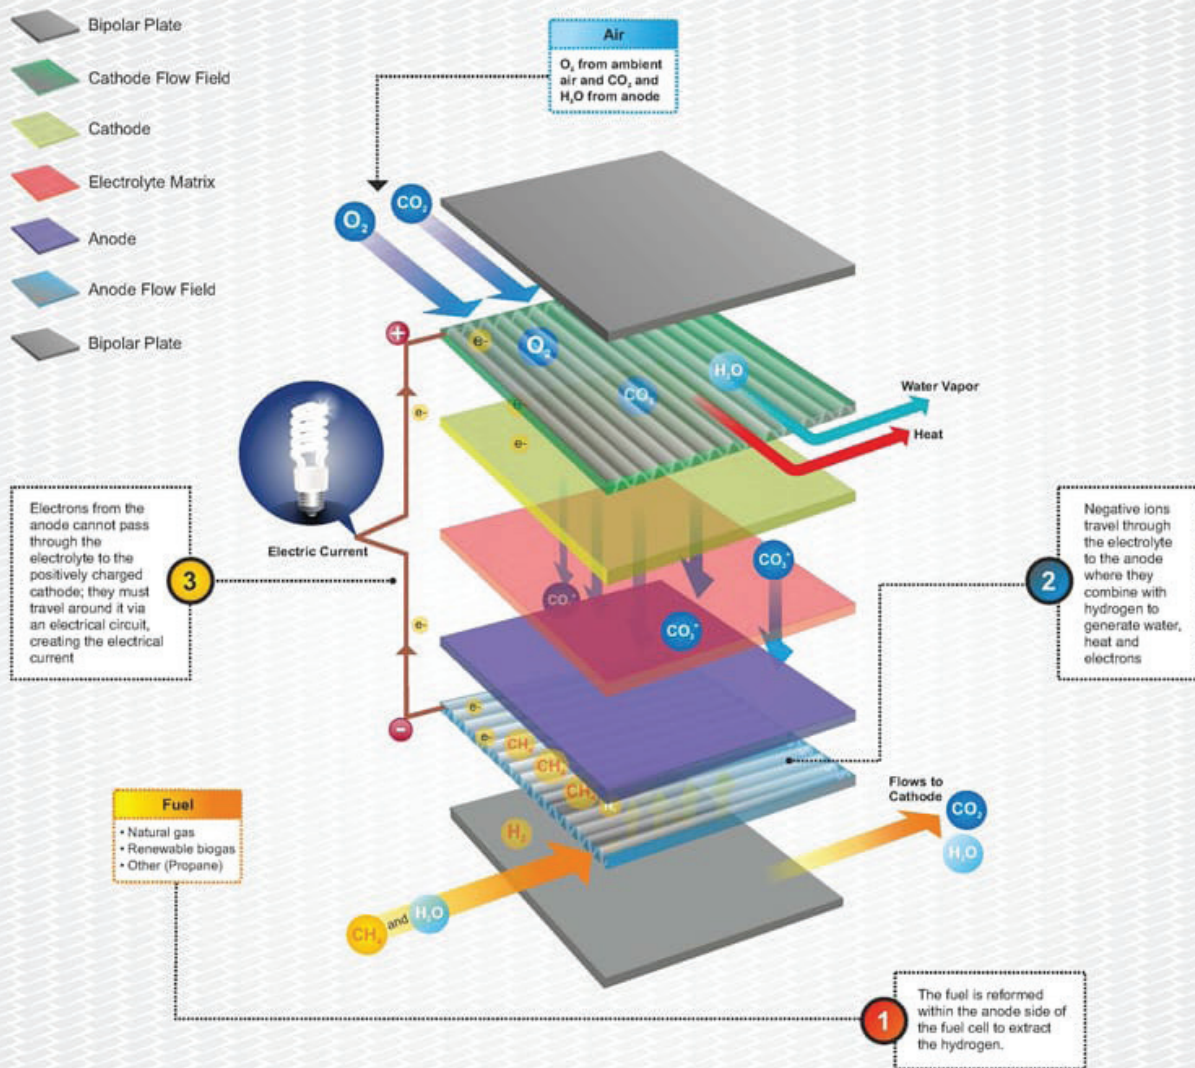 Bipolar Plate
Cathode Flow Field
Cathode
Electrolyte Matrix
Anode
Anode Flow Field
Bipolar Plate
Air
O₂ from ambient
air and CO₂ and
H₂O from anode
O₂
CO₂
+
e-
O₂
CO₂
H₂O
Water Vapor
Heat
e-
e-
e-
Electric Current
Electrons from the
anode cannot pass
through the
electrolyte to the
positively charged
cathode; they must
travel around it via
an electrical circuit,
creating the electrical
current
3
Negative ions
travel through
the electrolyte
to the anode
where they
combine with
hydrogen to
generate water,
heat and
electrons
2
CO₃
CO₃
CO₃
e-
-
e-
e-
CH₄
CH₄
CH₄
H₂
Flows to
Cathode
CO₂
H₂O
Fuel
• Natural gas
• Renewable biogas
• Other (Propane)
CH₄ and H₂O
1
The fuel is reformed
within the anode side of
the fuel cell to extract
the hydrogen.